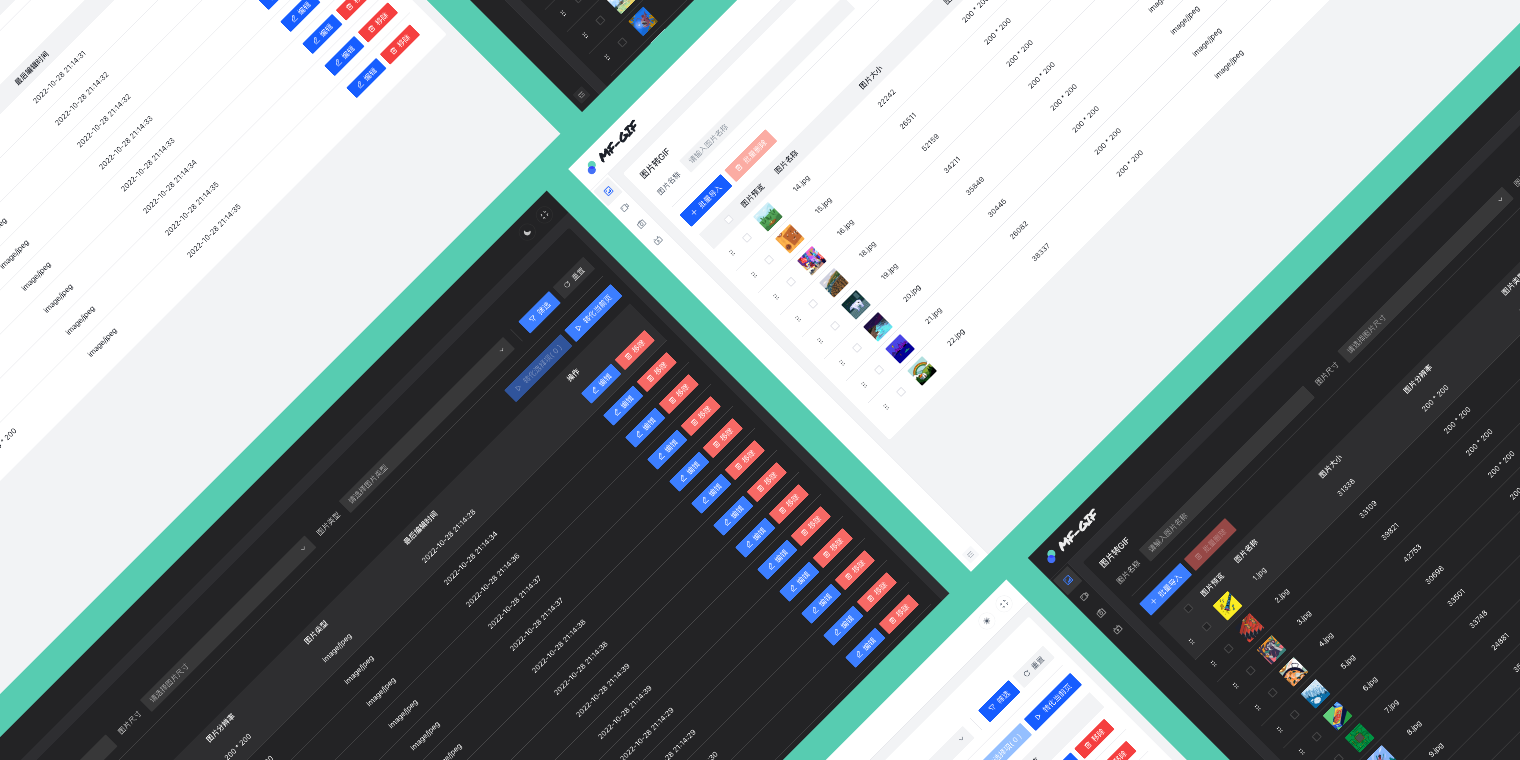 最后编辑时间
2022-10-28 21:14:31
2022-10-28 21:14:32
2022-10-28 21:14:32
2022-10-28 21:14:33
2022-10-28 21:14:33
2022-10-28 21:14:34
2022-10-28 21:14:35
2022-10-28 21:14:35
编辑
移除
编辑
移除
编辑
移除
编辑
image/jpeg
image/jpeg
image/jpeg
image/jpeg
image/jpeg
MF-GIF
图片转GIF
图片名称 请输入图片名称
批量导入
批量删除
图片预览
图片名称
图片大小
14.jpg 22242 200 * 200
15.jpg 26511 200 * 200
16.jpg 52159 200 * 200
18.jpg 34211 200 * 200
19.jpg 35849 200 * 200
20.jpg 30445 200 * 200
21.jpg 26082 200 * 200
22.jpg 38337 200 * 200
image/jpeg
image/jpeg
image/jpeg
筛选
重置
转化选择项( 0 )
转化当前页
图片尺寸 请选择图片尺寸
图片类型 请选择图片类型
图片分辨率
图片类型
最后编辑时间
操作
200 * 200
image/jpeg
2022-10-28 21:14:28
编辑
移除
image/jpeg
2022-10-28 21:14:34
编辑
移除
image/jpeg
2022-10-28 21:14:36
编辑
移除
image/jpeg
2022-10-28 21:14:37
编辑
移除
image/jpeg
2022-10-28 21:14:37
编辑
移除
2022-10-28 21:14:38
编辑
移除
2022-10-28 21:14:38
编辑
移除
2022-10-28 21:14:39
编辑
移除
2022-10-28 21:14:39
编辑
移除
2022-10-28 21:14:29
编辑
移除
2022-10-28 21:14:29
编辑
移除
编辑
移除
编辑
移除
筛选
重置
转化当前页
移除
移除
MF-GIF
图片转GIF
图片名称 请输入图片名称
图片尺寸 请选择图片尺寸
批量导入
批量删除
图片预览
图片名称
图片大小
图片分辨率
1.jpg 31336 200 * 200
2.jpg 33109 200 * 200
3.jpg 39821 200 * 200
4.jpg 42753 200 * 200
5.jpg 30696
6.jpg 33501
7.jpg 33748
8.jpg 24881
9.jpg